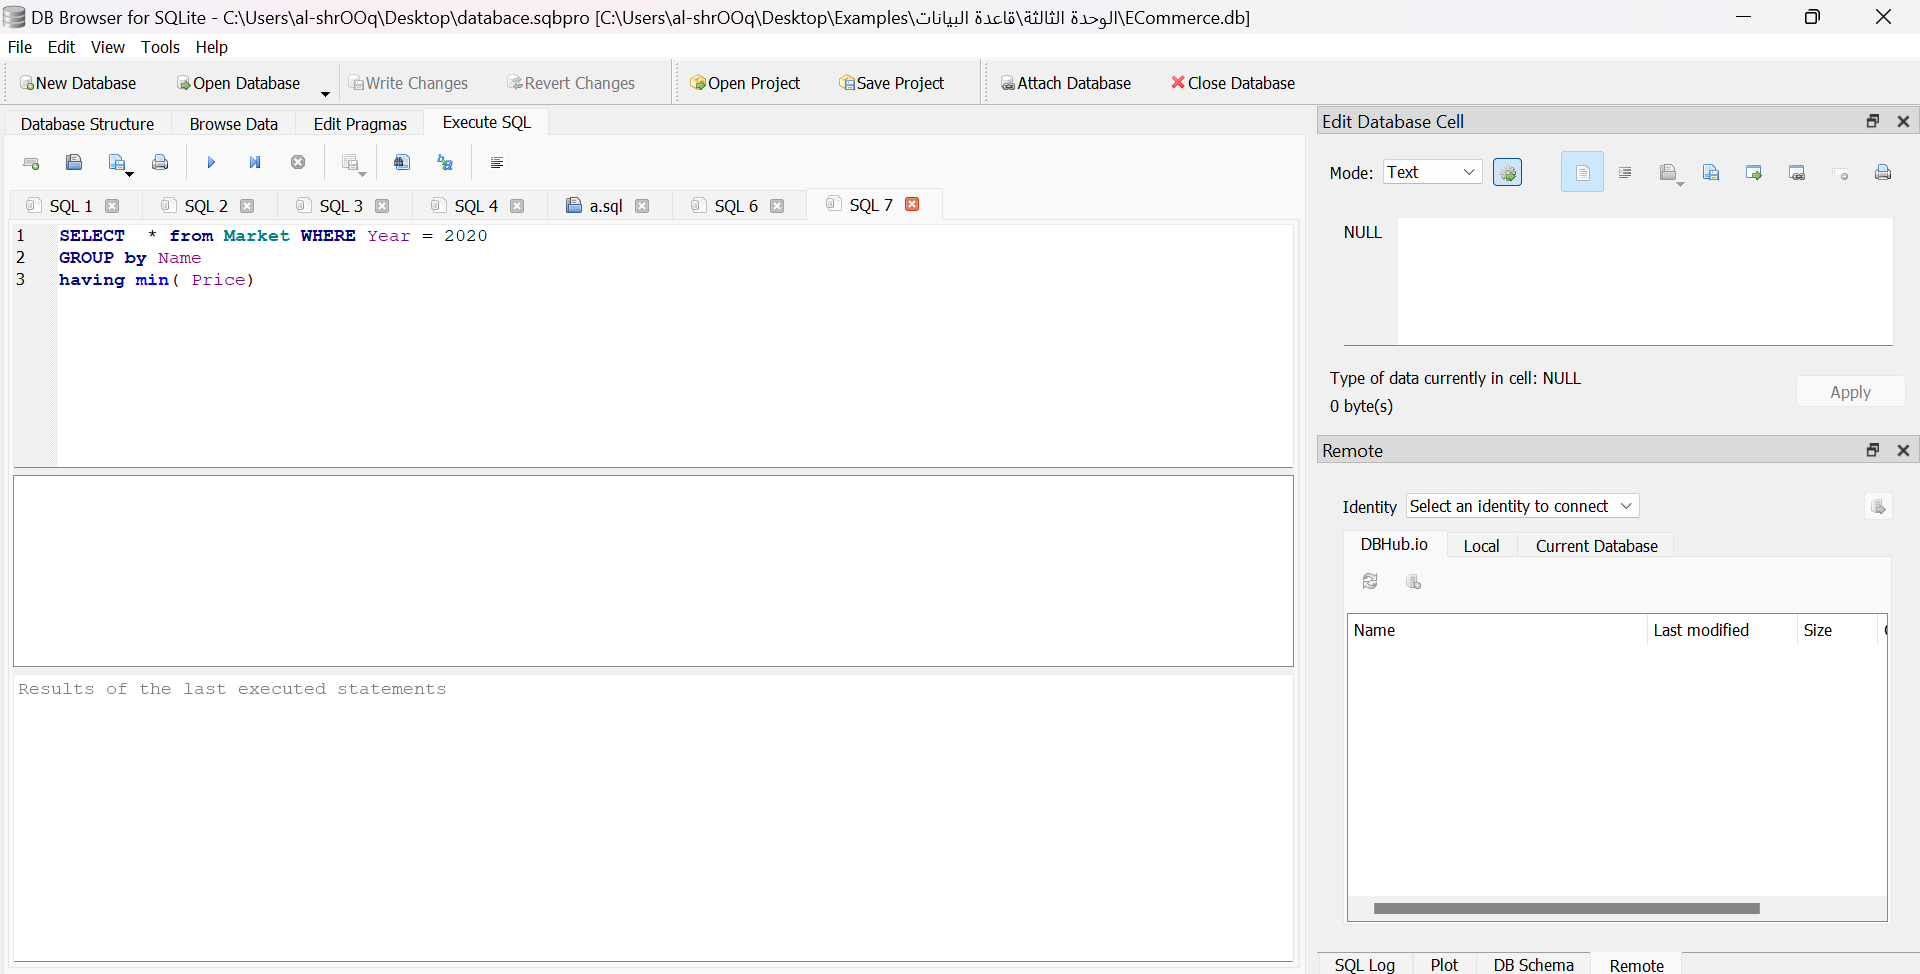 DB Browser for SQLite - C:\Users\al-shrOOq\Desktop\databace.sqbpro [C:\Users\al-shrOOq\Desktop\Examples\الوحدة الثالثة\قاعدة البيانات\ECommerce.db]
File Edit View Tools Help
New Database Open Database Write Changes Revert Changes Open Project Save Project Attach Database Close Database
Database Structure Browse Data Edit Pragmas Execute SQL
SQL 1 SQL 2 SQL 3 SQL 4 a.sql SQL 6 SQL 7
1 SELECT * from Market WHERE Year = 2020
2 GROUP by Name
3 having min( Price)
Results of the last executed statements
Edit Database Cell
Mode: Text
NULL
Type of data currently in cell: NULL
0 byte(s)
Apply
Remote
Identity Select an identity to connect
DBHub.io Local Current Database
Name Last modified Size
SQL Log Plot DB Schema Remote